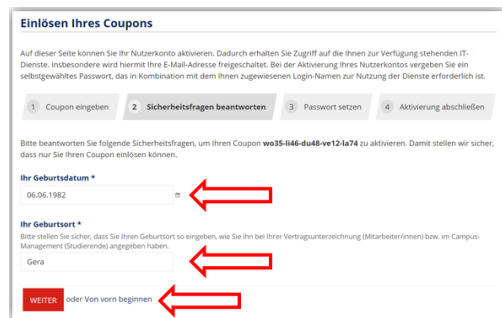 Einlösen Ihres Coupons
Auf dieser Seite können Sie Ihr Nutzerkonto aktivieren. Dadurch erhalten Sie Zugriff auf die Ihnen zur Verfügung stehenden IT-
Dienste. Insbesondere wird hiermit Ihre E-Mail-Adresse freigeschaltet. Bei der Aktivierung Ihres Nutzerkontos vergeben Sie ein
selbstgewähltes Passwort, das in Kombination mit dem Ihnen zugewiesenen Login-Namen zur Nutzung der Dienste erforderlich ist.
1 Coupon eingeben 2 Sicherheitsfragen beantworten 3 Passwort setzen 4 Aktivierung abschließen
Bitte beantworten Sie folgende Sicherheitsfragen, um Ihren Coupon wo35-li46-du48-ve12-la74 zu aktivieren. Damit stellen wir sicher,
dass nur Sie Ihren Coupon einlösen können.
Ihr Geburtsdatum *
06.06.1982
Ihr Geburtsort *
Bitte stellen Sie sicher, dass Sie Ihren Geburtsort so eingeben, wie Sie ihn bei Ihrer Vertragsunterzeichnung (Mitarbeiter/innen) bzw. im Campus-
Management (Studierende) angegeben haben.
Gera
WEITER oder Von vorn beginnen